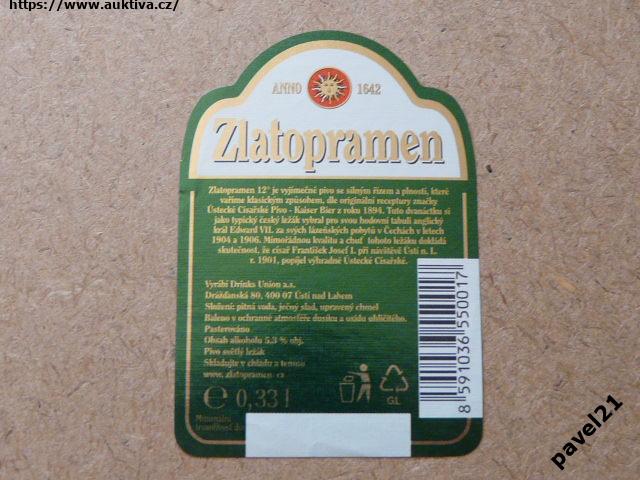 https://www.auktiva.cz/
ANNO 1642
Zlatopramen
Zlatopramen 12° je vyjímečné pivo se silným řízem a plností, které
vaříme klasickým způsobem, dle originální receptury značky
Ústecké Císařské Pivo - Kaiser Bier z roku 1894. Tuto dvanáctku si
jako typický český ležák vybral pro svou hodovní tabuli anglický
král Edward VII. za svých lázeňských pobytů v Čechách v letech
1904 a 1906. Mimořádnou kvalitu a chuť tohoto ležáku dokládá
skutečnost, že císař František Josef I. při návštěvě Ústí n. L.
r. 1901, popíjel výhradně Ústecké Císařské.
Vyrábí Drinks Union a.s.
Drážďanská 80, 400 07 Ústí nad Labem
Složení: pitná voda, ječný slad, upravený chmel
Baleno v ochranné atmosféře dusíku a oxidu uhličitého.
Pasterováno
Obsah alkoholu 5.3 % obj.
Pivo světlý ležák
Skladujte v chladu a temnu
www. zlatopramen. cz
e 0,33 l
GL
Minimální
trvanlivost do
8 591036 550017
pavel21